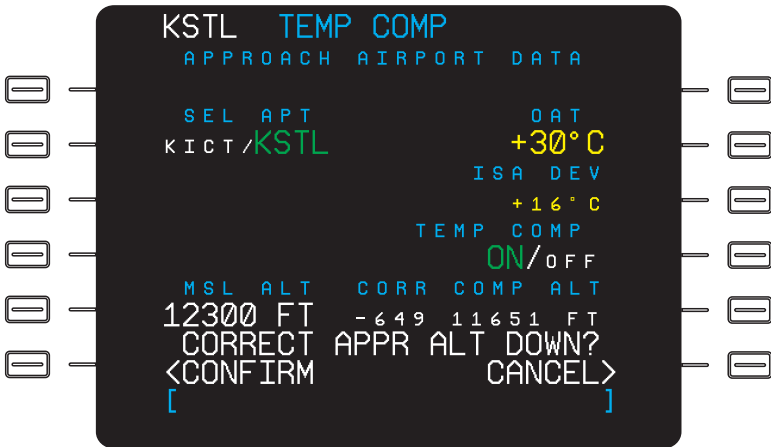 KSTL TEMP COMP
APPROACH AIRPORT DATA
SEL APT OAT
KICT/KSTL +30°C
ISA DEV
+16°C
TEMP COMP
ON/OFF
MSL ALT CORR COMP ALT
12300 FT -649 11651 FT
CORRECT APPR ALT DOWN?
<CONFIRM CANCEL>
[ ]